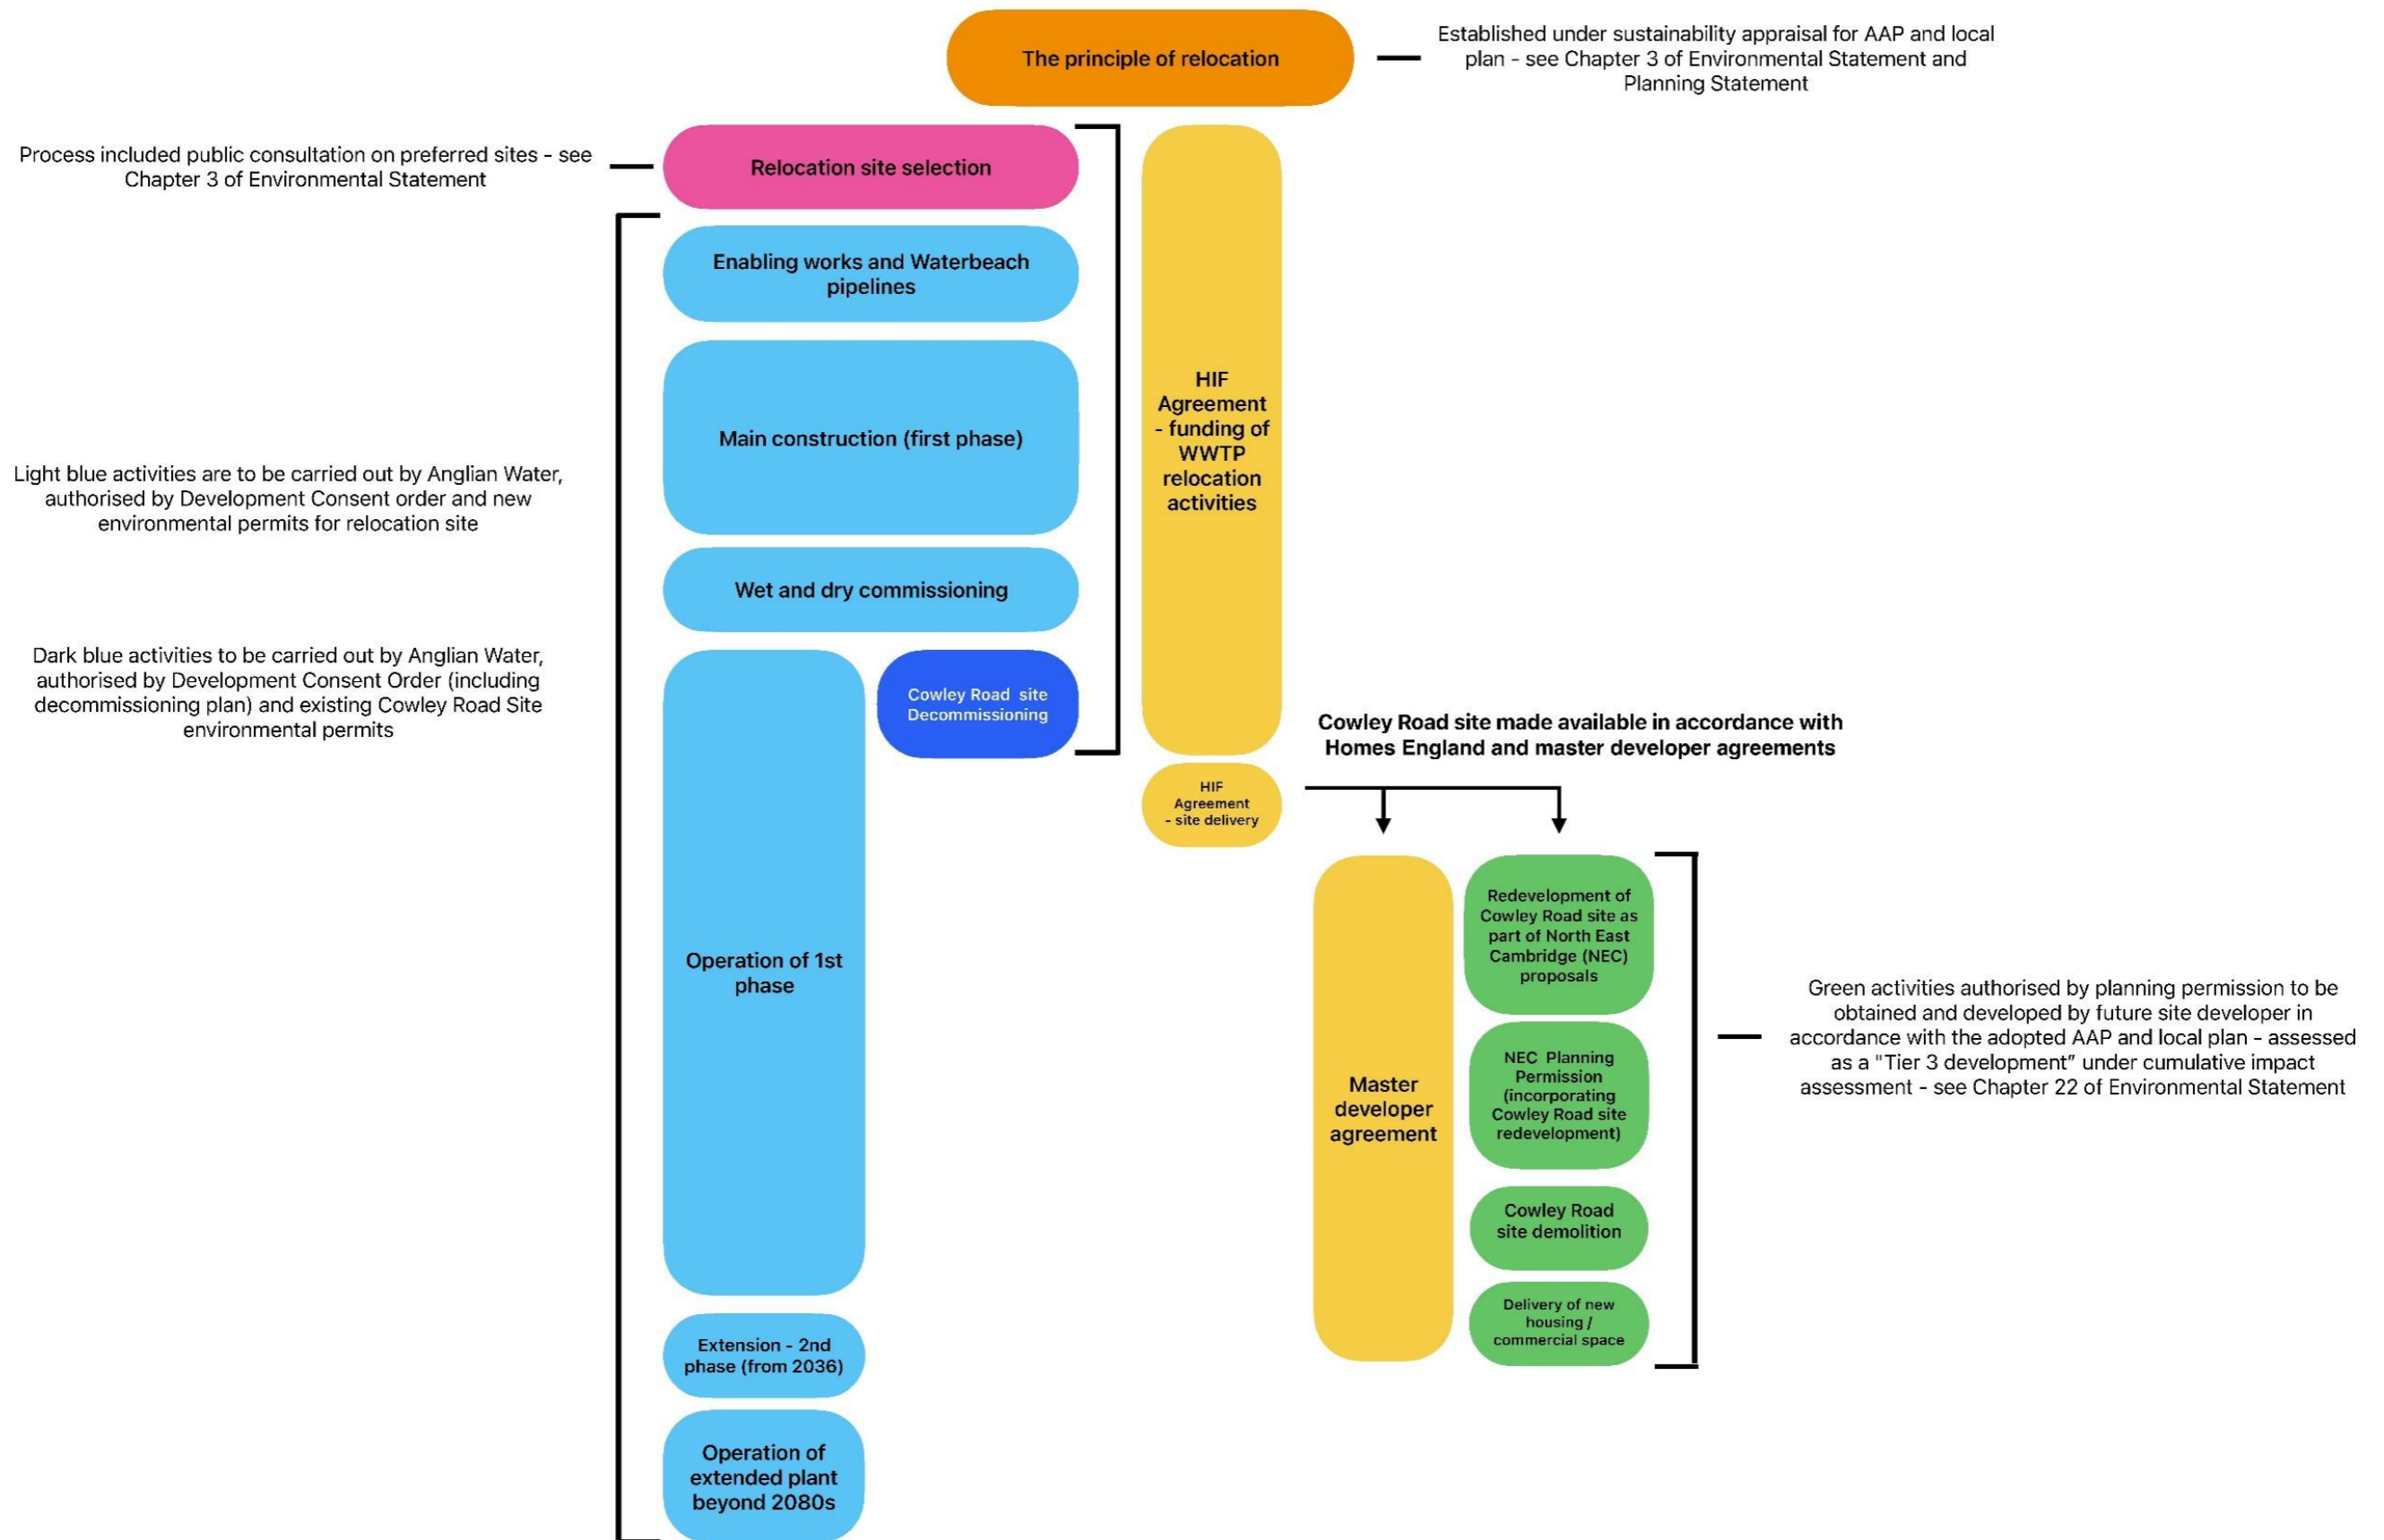 The principle of relocation
Established under sustainability appraisal for AAP and local
plan - see Chapter 3 of Environmental Statement and
Planning Statement
Process included public consultation on preferred sites - see
Chapter 3 of Environmental Statement
Relocation site selection
Enabling works and Waterbeach
pipelines
Main construction (first phase)
HIF
Agreement
- funding of
WWTP
relocation
activities
Light blue activities are to be carried out by Anglian Water,
authorised by Development Consent order and new
environmental permits for relocation site
Wet and dry commissioning
Dark blue activities to be carried out by Anglian Water,
authorised by Development Consent Order (including
decommissioning plan) and existing Cowley Road Site
environmental permits
Cowley Road site
Decommissioning
Cowley Road site made available in accordance with
Homes England and master developer agreements
HIF
Agreement
- site delivery
Operation of 1st
phase
Master
developer
agreement
Redevelopment of
Cowley Road site as
part of North East
Cambridge (NEC)
proposals
NEC Planning
Permission
(incorporating
Cowley Road site
redevelopment)
Cowley Road
site demolition
Delivery of new
housing /
commercial space
Green activities authorised by planning permission to be
obtained and developed by future site developer in
accordance with the adopted AAP and local plan - assessed
as a "Tier 3 development” under cumulative impact
assessment - see Chapter 22 of Environmental Statement
Extension - 2nd
phase (from 2036)
Operation of
extended plant
beyond 2080s